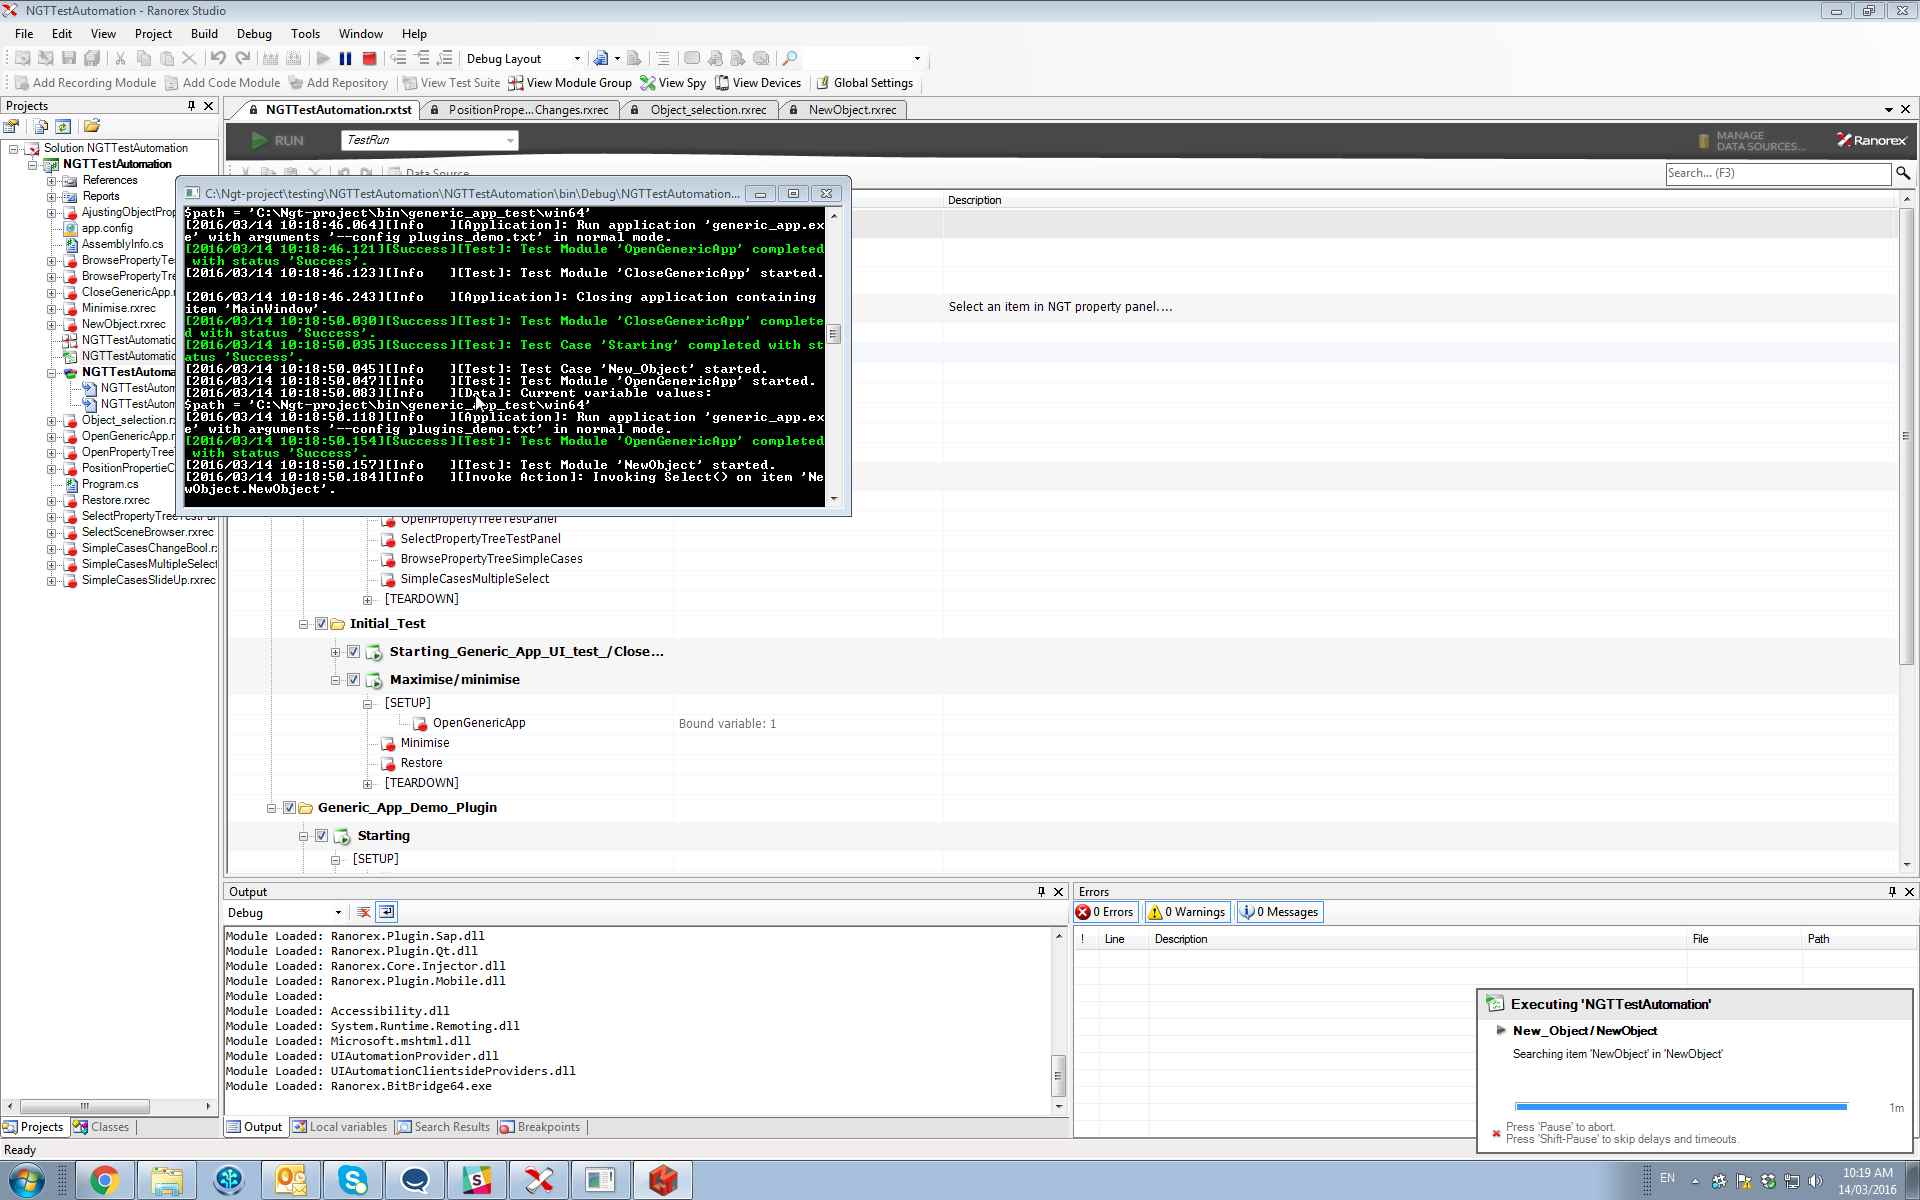 NGTTestAutomation - Ranorex Studio
File Edit View Project Build Debug Tools Window Help
Debug Layout
Add Recording Module Add Code Module Add Repository View Test Suite View Module Group View Spy View Devices Global Settings
Projects
NGTTestAutomation.rxtst PositionPrope...Changes.rxrec Object_selection.rxrec NewObject.rxrec
RUN TestRun
MANAGE
DATA SOURCES...
Ranorex
Solution NGTTestAutomation
NGTTestAutomation
References
Reports
AjustingObjectProp
app.config
AssemblyInfo.cs
BrowsePropertyTes
BrowsePropertyTre
CloseGenericApp.r
Minimise.rxrec
NewObject.rxrec
NGTTestAutomatic
NGTTestAutomatic
NGTTestAutoma
NGTTestAutom
NGTTestAutom
Object_selection.rx
OpenGenericApp.r
OpenPropertyTree
PositionPropertieC
Program.cs
Restore.rxrec
SelectPropertyTreeTestPan
SelectSceneBrowser.rxrec
SimpleCasesChangeBool.rx
SimpleCasesMultipleSelect
SimpleCasesSlideUp.rxrec
Data Source
Search... (F3)
Description
Select an item in NGT property panel....
C:\Ngt-project\testing\NGTTestAutomation\NGTTestAutomation\bin\Debug\NGTTestAutomation...
$path = 'C:\Ngt-project\bin\generic_app_test\win64'
[2016/03/14 10:18:46.064][Info   ][Application]: Run application 'generic_app.ex
e' with arguments '--config plugins_demo.txt' in normal mode.
[2016/03/14 10:18:46.121][Success][Test]: Test Module 'OpenGenericApp' completed
 with status 'Success'.
[2016/03/14 10:18:46.123][Info   ][Test]: Test Module 'CloseGenericApp' started.
[2016/03/14 10:18:46.243][Info   ][Application]: Closing application containing
item 'MainWindow'.
[2016/03/14 10:18:50.030][Success][Test]: Test Module 'CloseGenericApp' complete
d with status 'Success'.
[2016/03/14 10:18:50.035][Success][Test]: Test Case 'Starting' completed with st
atus 'Success'.
[2016/03/14 10:18:50.045][Info   ][Test]: Test Case 'New_Object' started.
[2016/03/14 10:18:50.047][Info   ][Test]: Test Module 'OpenGenericApp' started.
[2016/03/14 10:18:50.083][Info   ][Data]: Current variable values:
$path = 'C:\Ngt-project\bin\generic_app_test\win64'
[2016/03/14 10:18:50.118][Info   ][Application]: Run application 'generic_app.ex
e' with arguments '--config plugins_demo.txt' in normal mode.
[2016/03/14 10:18:50.154][Success][Test]: Test Module 'OpenGenericApp' completed
 with status 'Success'.
[2016/03/14 10:18:50.157][Info   ][Test]: Test Module 'NewObject' started.
[2016/03/14 10:18:50.184][Info   ][Invoke Action]: Invoking Select() on item 'Ne
wObject.NewObject'.
OpenPropertyTreeTestPanel
SelectPropertyTreeTestPanel
BrowsePropertyTreeSimpleCases
SimpleCasesMultipleSelect
[TEARDOWN]
Initial_Test
Starting_Generic_App_UI_test_/Close...
Maximise/minimise
[SETUP]
OpenGenericApp Bound variable: 1
Minimise
Restore
[TEARDOWN]
Generic_App_Demo_Plugin
Starting
[SETUP]
Output
Debug
Module Loaded: Ranorex.Plugin.Sap.dll
Module Loaded: Ranorex.Plugin.Qt.dll
Module Loaded: Ranorex.Core.Injector.dll
Module Loaded: Ranorex.Plugin.Mobile.dll
Module Loaded:
Module Loaded: Accessibility.dll
Module Loaded: System.Runtime.Remoting.dll
Module Loaded: Microsoft.mshtml.dll
Module Loaded: UIAutomationProvider.dll
Module Loaded: UIAutomationClientsideProviders.dll
Module Loaded: Ranorex.BitBridge64.exe
Errors
0 Errors 0 Warnings 0 Messages
! Line Description File Path
Executing 'NGTTestAutomation'
New_Object/NewObject
Searching item 'NewObject' in 'NewObject'
1m
Press 'Pause' to abort.
Press 'Shift-Pause' to skip delays and timeouts.
Projects Classes
Output Local variables Search Results Breakpoints
Ready
EN
10:19 AM
14/03/2016